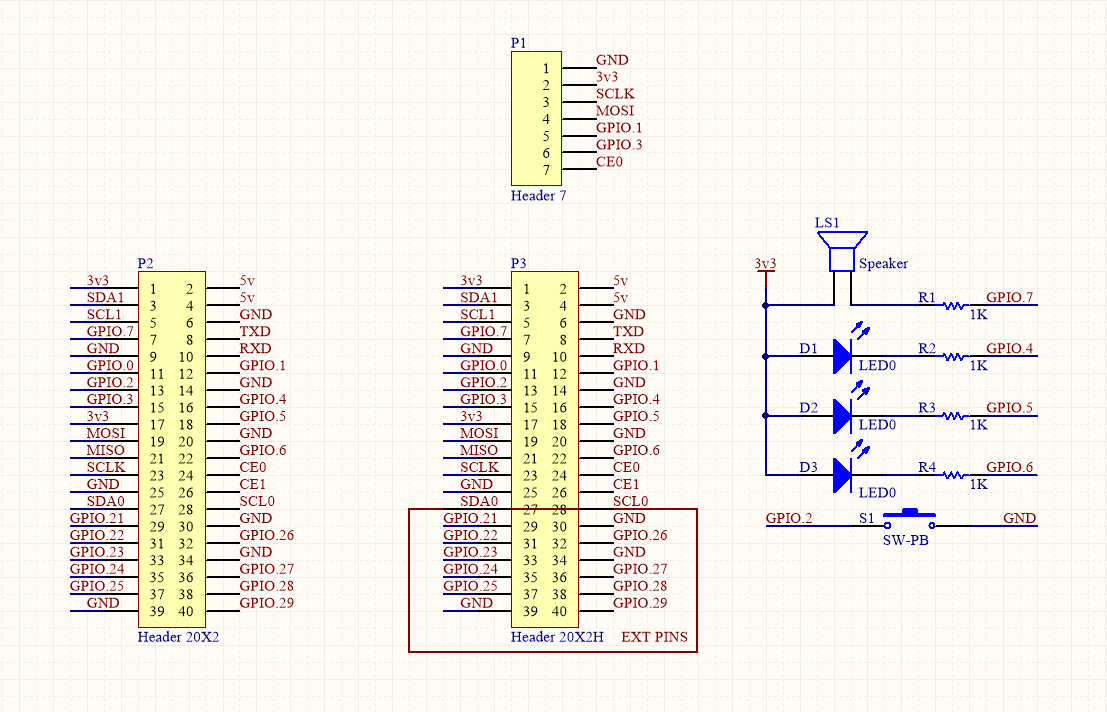 P1
1 GND
2 3v3
3 SCLK
4 MOSI
5 GPIO.1
6 GPIO.3
7 CE0
Header 7
P2
3v3 1 2 5v
SDA1 3 4 5v
SCL1 5 6 GND
GPIO.7 7 8 TXD
GND 9 10 RXD
GPIO.0 11 12 GPIO.1
GPIO.2 13 14 GND
GPIO.3 15 16 GPIO.4
3v3 17 18 GPIO.5
MOSI 19 20 GND
MISO 21 22 GPIO.6
SCLK 23 24 CE0
GND 25 26 CE1
SDA0 27 28 SCL0
GPIO.21 29 30 GND
GPIO.22 31 32 GPIO.26
GPIO.23 33 34 GND
GPIO.24 35 36 GPIO.27
GPIO.25 37 38 GPIO.28
GND 39 40 GPIO.29
Header 20X2
P3
3v3 1 2 5v
SDA1 3 4 5v
SCL1 5 6 GND
GPIO.7 7 8 TXD
GND 9 10 RXD
GPIO.0 11 12 GPIO.1
GPIO.2 13 14 GND
GPIO.3 15 16 GPIO.4
3v3 17 18 GPIO.5
MOSI 19 20 GND
MISO 21 22 GPIO.6
SCLK 23 24 CE0
GND 25 26 CE1
SDA0 27 28 SCL0
GPIO.21 29 30 GND
GPIO.22 31 32 GPIO.26
GPIO.23 33 34 GND
GPIO.24 35 36 GPIO.27
GPIO.25 37 38 GPIO.28
GND 39 40 GPIO.29
Header 20X2H EXT PINS
LS1
3v3 Speaker
R1 GPIO.7
1K
D1 R2 GPIO.4
LED0 1K
D2 R3 GPIO.5
LED0 1K
D3 R4 GPIO.6
LED0 1K
GPIO.2 S1 GND
SW-PB